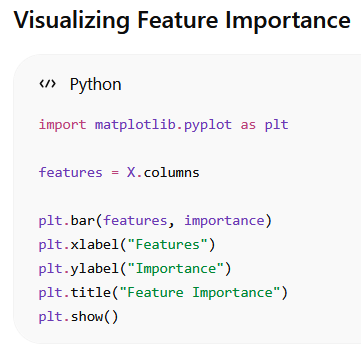 Visualizing Feature Importance
Python
import matplotlib.pyplot as plt
features = X.columns
plt.bar(features, importance)
plt.xlabel("Features")
plt.ylabel("Importance")
plt.title("Feature Importance")
plt.show()